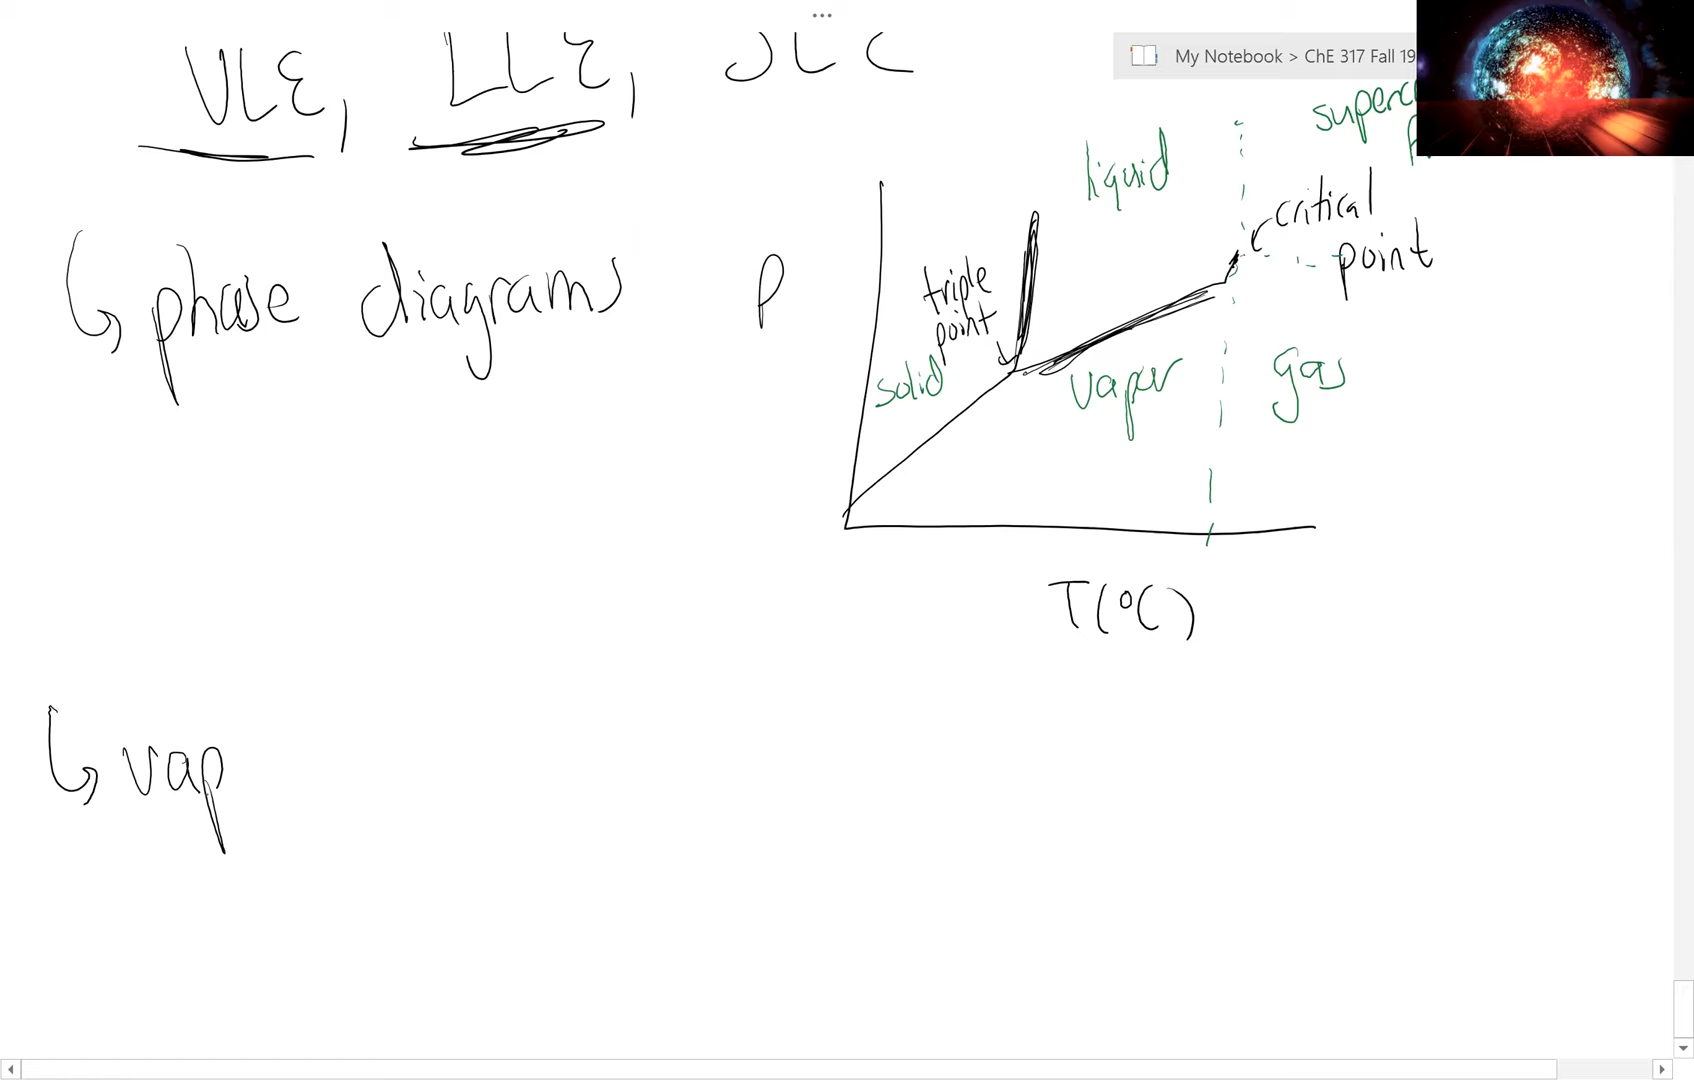 VLE, LLE, SLE
My Notebook > ChE 317 Fall 19
liquid
critical
point
phase diagrams
P
triple
point
solid
vapor
gas
T(°C)
vap